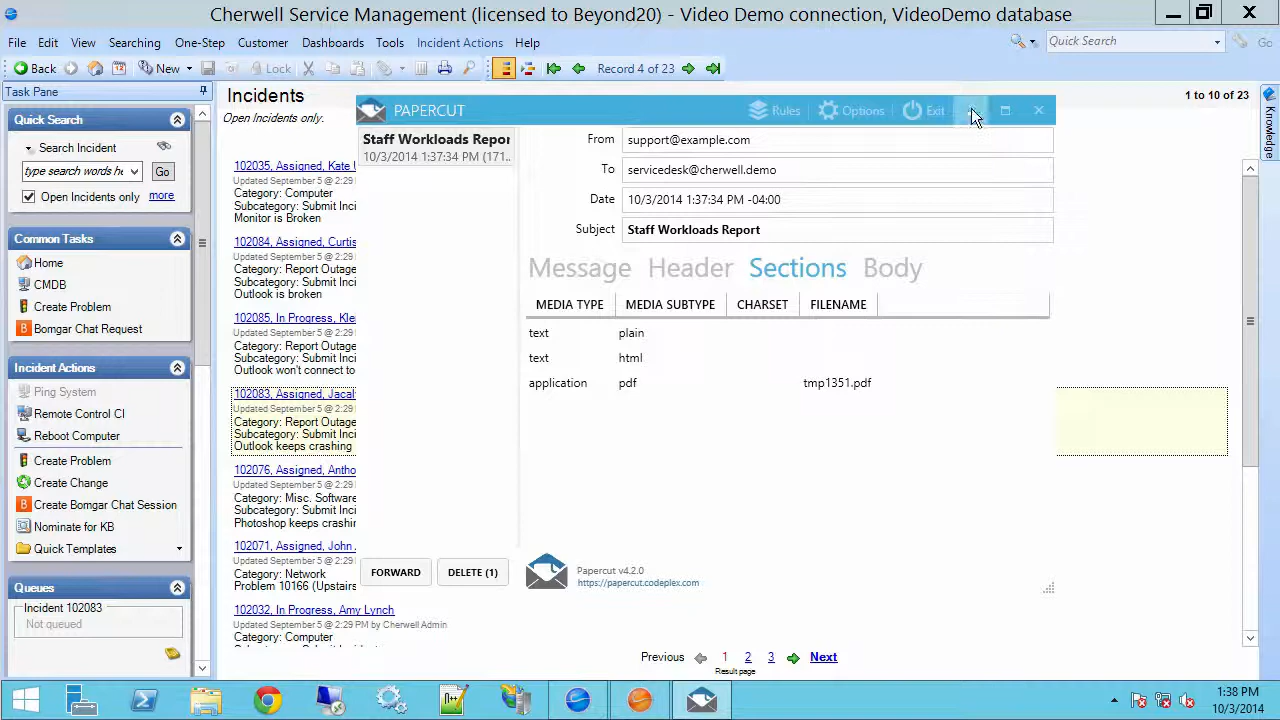 Cherwell Service Management (licensed to Beyond20) - Video Demo connection, VideoDemo database
File Edit View Searching One-Step Customer Dashboards Tools Incident Actions Help
Quick Search
Go
Back New Lock Record 4 of 23
Task Pane
Incidents
Open Incidents only.
1 to 10 of 23
Knowledge
Quick Search
Search Incident
type search words he Go
Open Incidents only more
Common Tasks
Home
CMDB
Create Problem
Bomgar Chat Request
Incident Actions
Ping System
Remote Control CI
Reboot Computer
Create Problem
Create Change
Create Bomgar Chat Session
Nominate for KB
Quick Templates
Queues
Incident 102083
Not queued
102035, Assigned, Kate
Updated September 5 @ 2:29
Category: Computer
Subcategory: Submit Inci
Monitor is Broken
102084, Assigned, Curtis
Updated September 5 @ 2:29
Category: Report Outage
Subcategory: Submit Inci
Outlook is broken
102085, In Progress, Kle
Updated September 5 @ 2:29
Category: Report Outage
Subcategory: Submit Inci
Outlook won't connect to
102083, Assigned, Jacal
Updated September 5 @ 2:29
Category: Report Outage
Subcategory: Submit Inci
Outlook keeps crashing
102076, Assigned, Antho
Updated September 5 @ 2:29
Category: Misc. Software
Subcategory: Submit Inci
Photoshop keeps crashin
102071, Assigned, John
Updated September 5 @ 2:29
Category: Network
Problem 10166 (Upstairs
102032, In Progress, Amy Lynch
Updated September 5 @ 2:29 PM by Cherwell Admin
Category: Computer
PAPERCUT
Rules Options Exit
Staff Workloads Repor
10/3/2014 1:37:34 PM (171..
From support@example.com
To servicedesk@cherwell.demo
Date 10/3/2014 1:37:34 PM -04:00
Subject Staff Workloads Report
Message Header Sections Body
MEDIA TYPE MEDIA SUBTYPE CHARSET FILENAME
text plain
text html
application pdf tmp1351.pdf
FORWARD DELETE (1)
Papercut v4.2.0
https://papercut.codeplex.com
Previous 1 2 3 Next
Result page
1:38 PM
10/3/2014